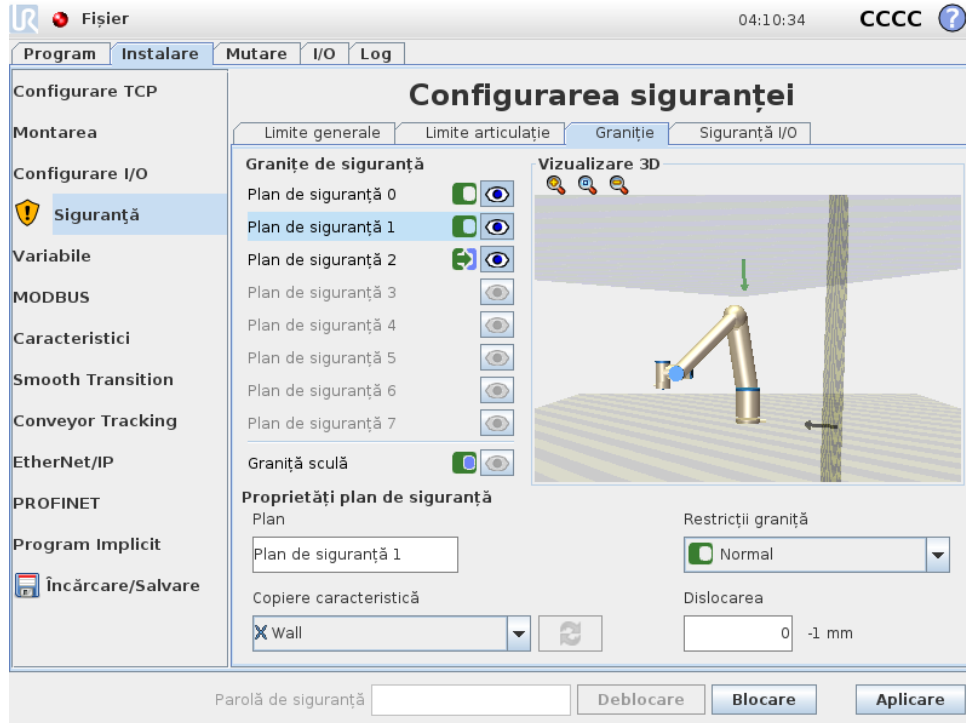 UR Fișier 04:10:34 CCCC ?
Program Instalare Mutare I/O Log
Configurare TCP
Montarea
Configurare I/O
Siguranță
Variabile
MODBUS
Caracteristici
Smooth Transition
Conveyor Tracking
EtherNet/IP
PROFINET
Program Implicit
Încărcare/Salvare
Configurarea siguranței
Limite generale Limite articulație Graniție Siguranță I/O
Granițe de siguranță
Plan de siguranță 0
Plan de siguranță 1
Plan de siguranță 2
Plan de siguranță 3
Plan de siguranță 4
Plan de siguranță 5
Plan de siguranță 6
Plan de siguranță 7
Graniță sculă
Vizualizare 3D
Proprietăți plan de siguranță
Plan
Plan de siguranță 1
Restricții graniță
Normal
Copiere caracteristică
Wall
Dislocarea
0 -1 mm
Parolă de siguranță Deblocare Blocare Aplicare